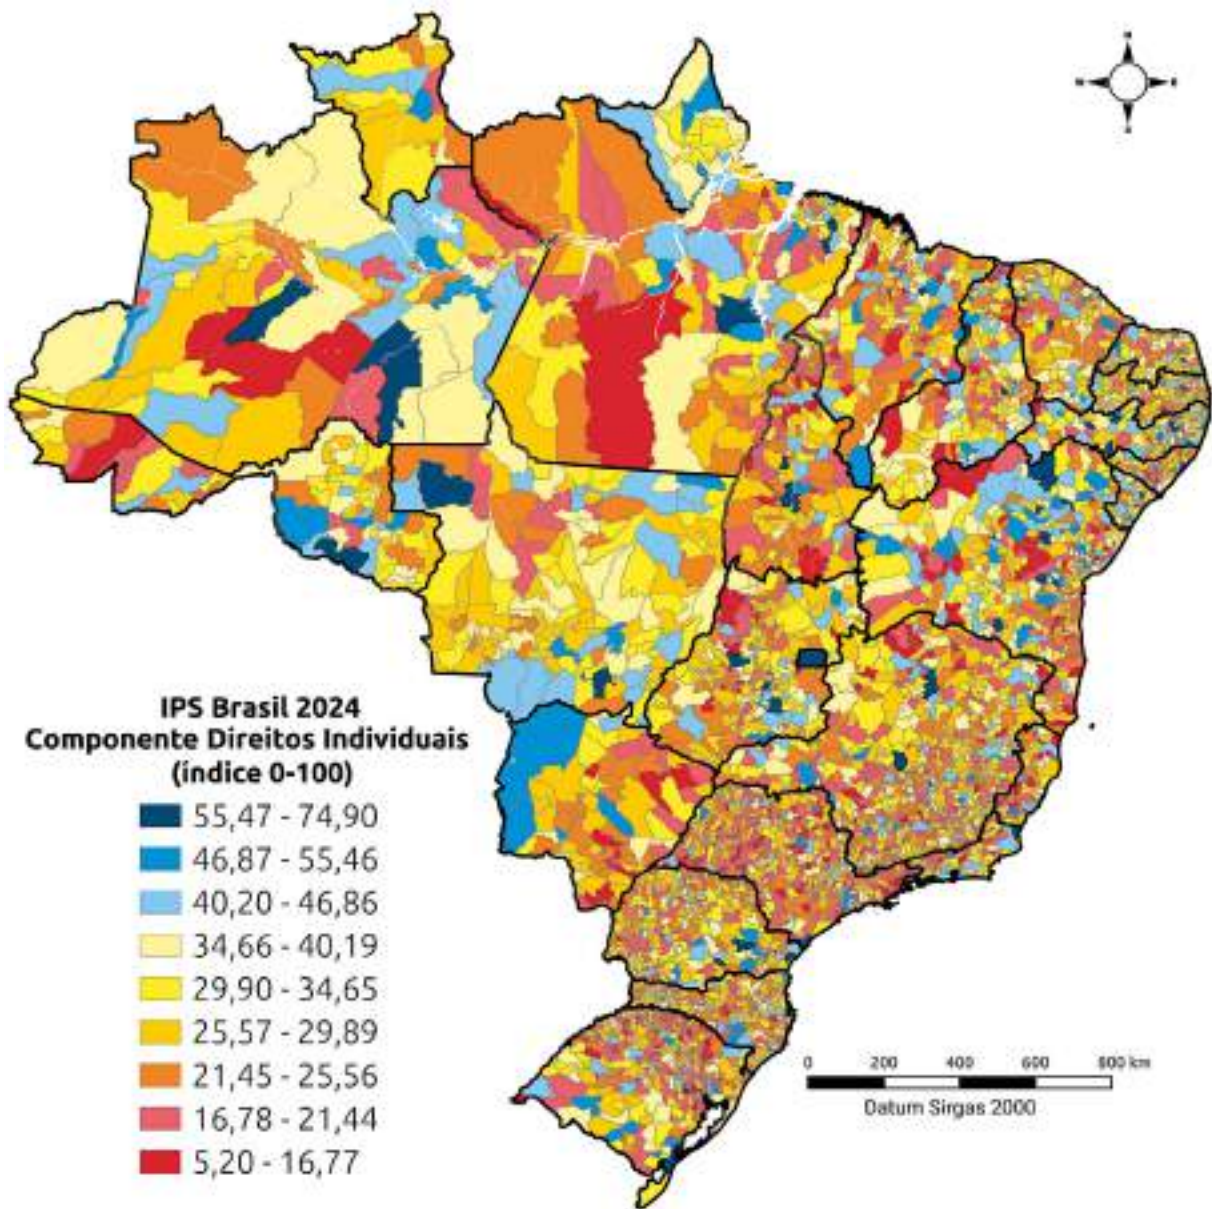 N
IPS Brasil 2024
Componente Direitos Individuais
(índice 0-100)
55,47 - 74,90
46,87 - 55,46
40,20 - 46,86
34,66 - 40,19
29,90 - 34,65
25,57 - 29,89
21,45 - 25,56
16,78 - 21,44
5,20 - 16,77
0 200 400 600 800 km
Datum Sirgas 2000